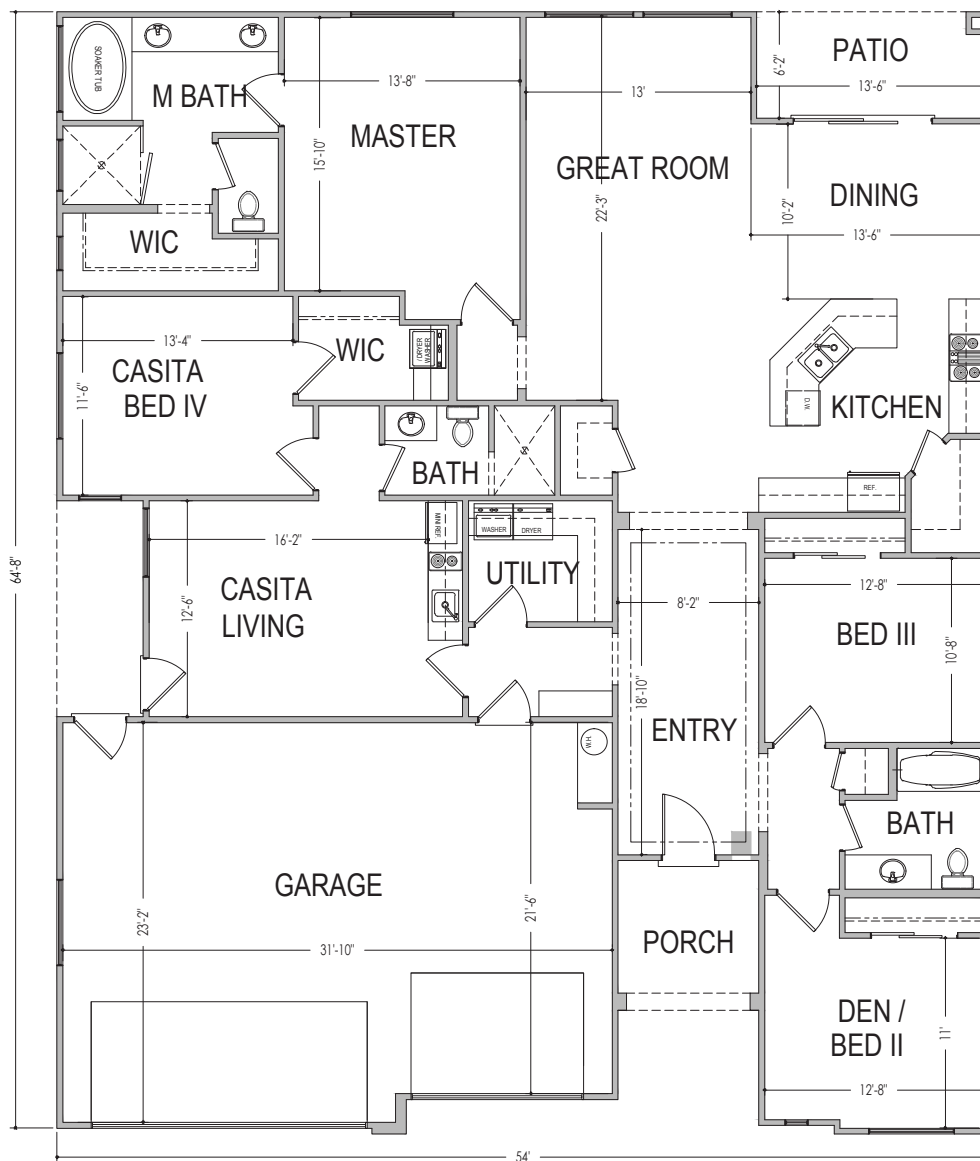 SOAKER TUB
M BATH
13'-8"
MASTER
15'-10"
13'
GREAT ROOM
22'-3"
PATIO
6'-2"
13'-6"
DINING
10'-2"
13'-6"
WIC
13'-4"
CASITA
BED IV
11'-6"
WIC
WASHER
/ DRYER
BATH
D.W.
KITCHEN
REF.
64'-8"
16'-2"
CASITA
LIVING
12'-6"
MINI REF.
WASHER
DRYER
UTILITY
8'-2"
18'-10"
ENTRY
12'-8"
BED III
10'-8"
W.H.
BATH
GARAGE
23'-2"
21'-6"
31'-10"
PORCH
DEN /
BED II
11'
12'-8"
54'